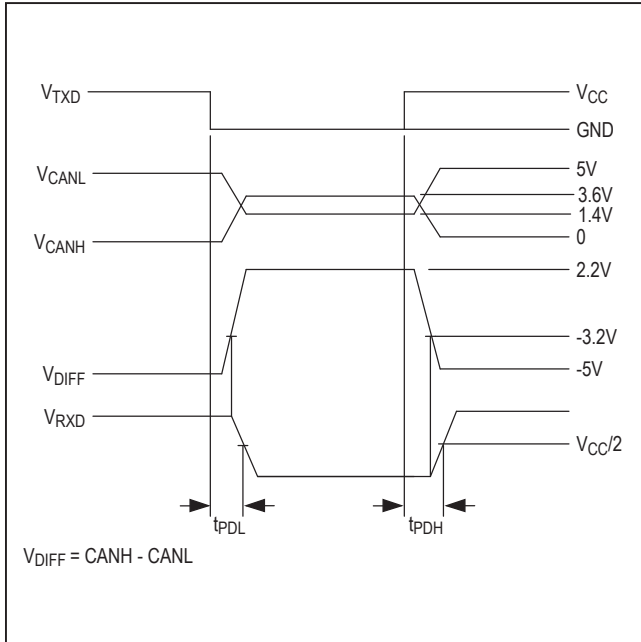 VTXD
VCC
GND
VCANL
5V
3.6V
1.4V
VCANH
0
2.2V
-3.2V
VDIFF
-5V
VRXD
VCC/2
tPDL
tPDH
VDIFF = CANH - CANL